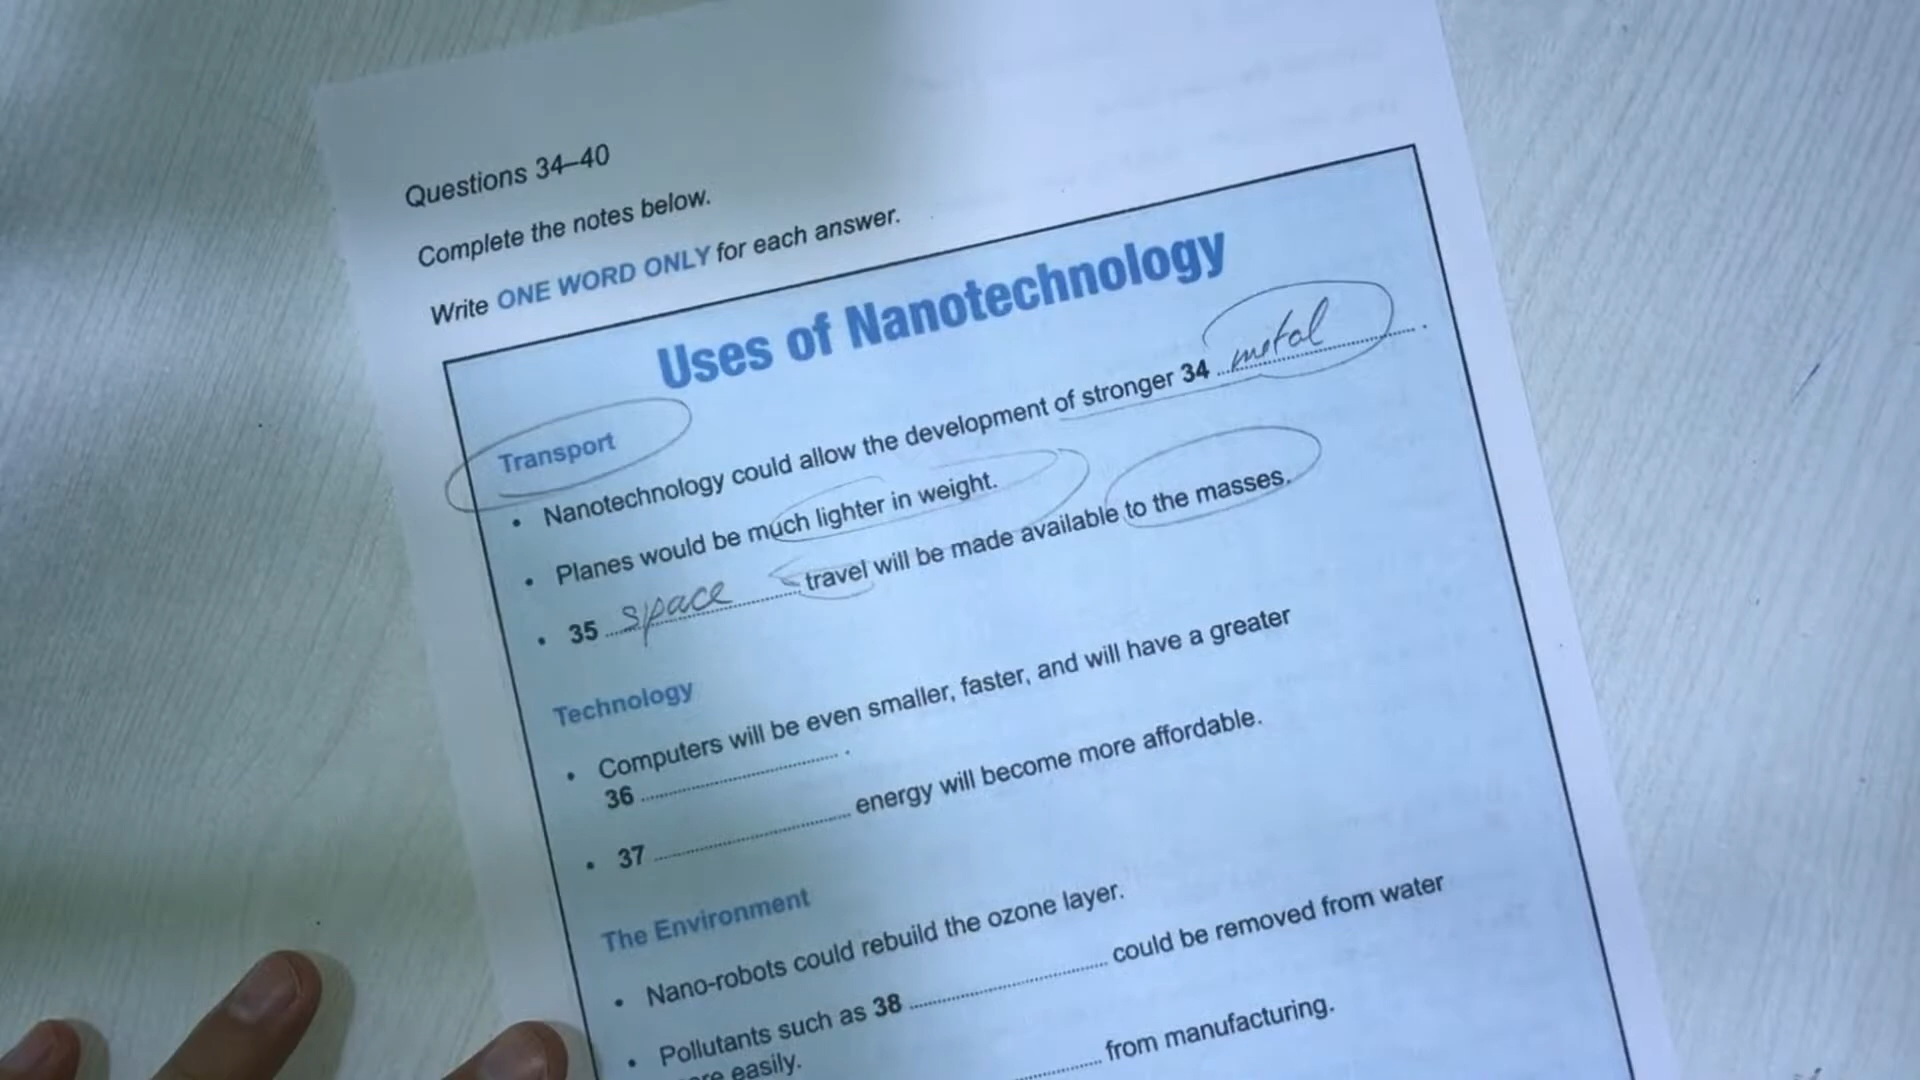 Questions 34–40
Complete the notes below.
Write ONE WORD ONLY for each answer.
Uses of Nanotechnology
Transport
• Nanotechnology could allow the development of stronger 34 metal .
• Planes would be much lighter in weight.
• 35 space travel will be made available to the masses.
Technology
• Computers will be even smaller, faster, and will have a greater
36 .
• 37 energy will become more affordable.
The Environment
• Nano-robots could rebuild the ozone layer.
• Pollutants such as 38 could be removed from water
easily.
from manufacturing.